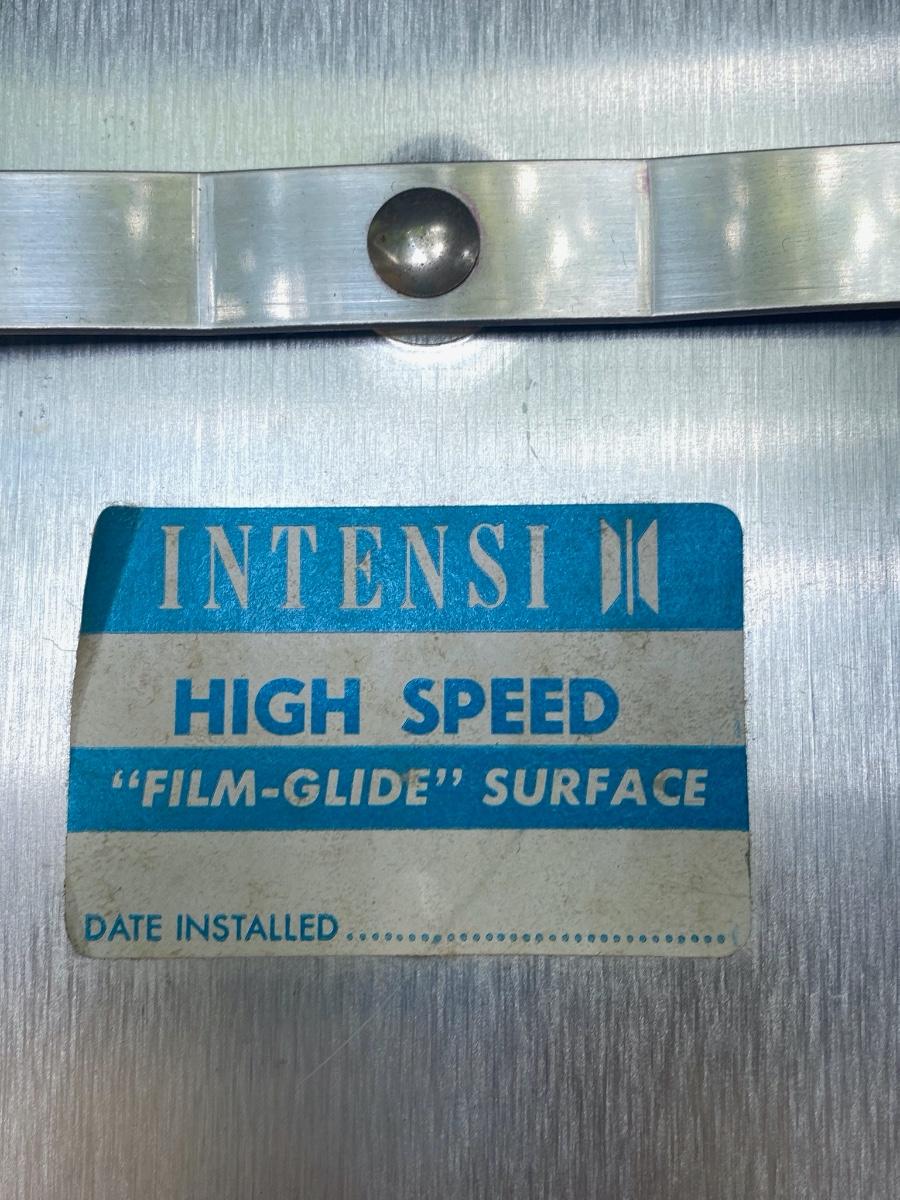 INTENSI
HIGH SPEED
“FILM-GLIDE” SURFACE
DATE INSTALLED.................................